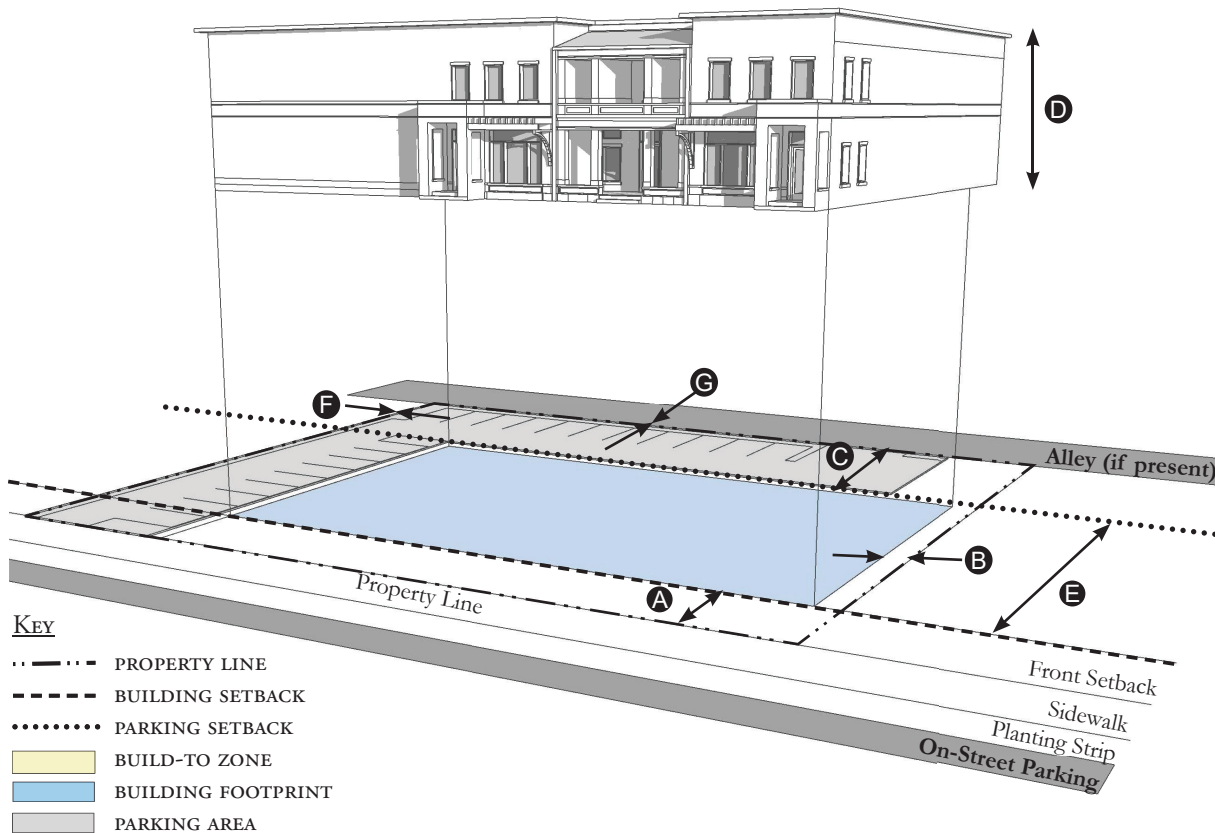 D
G
F
C
Alley (if present)
B
A
E
Property Line
Front Setback
Sidewalk
Planting Strip
On-Street Parking
KEY
PROPERTY LINE
BUILDING SETBACK
PARKING SETBACK
BUILD-TO ZONE
BUILDING FOOTPRINT
PARKING AREA